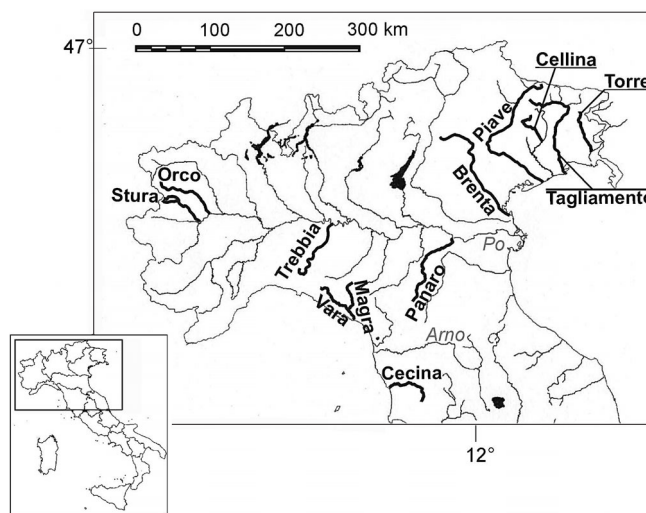 47°
0 100 200 300 km
Cellina
Torre
Piave
Orco
Stura
Brenta
Tagliamento
Trebbia
Po
Panaro
Magra
Vara
Arno
Cecina
12°